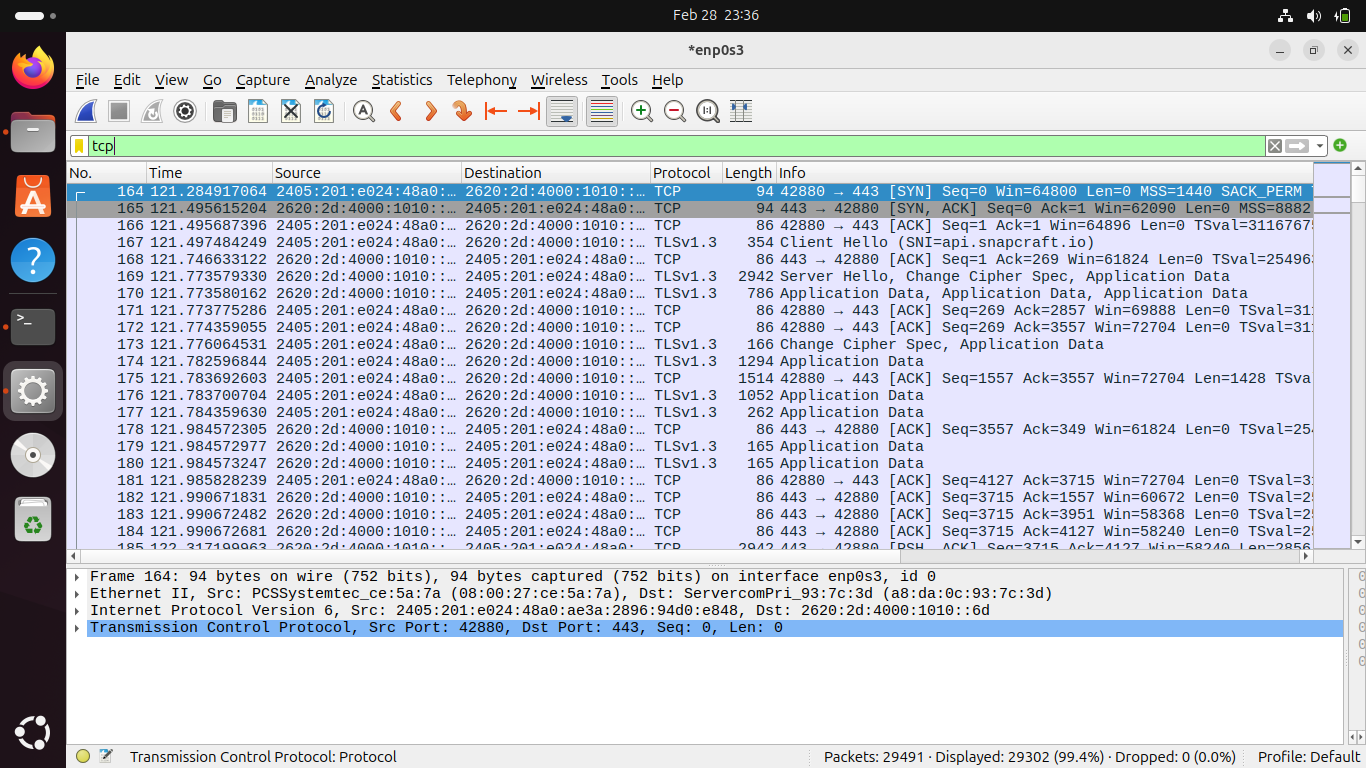 Feb 28 23:36
*enp0s3
File Edit View Go Capture Analyze Statistics Telephony Wireless Tools Help
tcp
No. Time Source Destination Protocol Length Info
164 121.284917064 2405:201:e024:48a0:… 2620:2d:4000:1010::… TCP 94 42880 → 443 [SYN] Seq=0 Win=64800 Len=0 MSS=1440 SACK_PERM
165 121.495615204 2620:2d:4000:1010::… 2405:201:e024:48a0:… TCP 94 443 → 42880 [SYN, ACK] Seq=0 Ack=1 Win=62090 Len=0 MSS=8882
166 121.495687396 2405:201:e024:48a0:… 2620:2d:4000:1010::… TCP 86 42880 → 443 [ACK] Seq=1 Ack=1 Win=64896 Len=0 TSval=3116767
167 121.497484249 2405:201:e024:48a0:… 2620:2d:4000:1010::… TLSv1.3 354 Client Hello (SNI=api.snapcraft.io)
168 121.746633122 2620:2d:4000:1010::… 2405:201:e024:48a0:… TCP 86 443 → 42880 [ACK] Seq=1 Ack=269 Win=61824 Len=0 TSval=25496
169 121.773579330 2620:2d:4000:1010::… 2405:201:e024:48a0:… TLSv1.3 2942 Server Hello, Change Cipher Spec, Application Data
170 121.773580162 2620:2d:4000:1010::… 2405:201:e024:48a0:… TLSv1.3 786 Application Data, Application Data, Application Data
171 121.773775286 2405:201:e024:48a0:… 2620:2d:4000:1010::… TCP 86 42880 → 443 [ACK] Seq=269 Ack=2857 Win=69888 Len=0 TSval=31
172 121.774359055 2405:201:e024:48a0:… 2620:2d:4000:1010::… TCP 86 42880 → 443 [ACK] Seq=269 Ack=3557 Win=72704 Len=0 TSval=31
173 121.776064531 2405:201:e024:48a0:… 2620:2d:4000:1010::… TLSv1.3 166 Change Cipher Spec, Application Data
174 121.782596844 2405:201:e024:48a0:… 2620:2d:4000:1010::… TLSv1.3 1294 Application Data
175 121.783692603 2405:201:e024:48a0:… 2620:2d:4000:1010::… TCP 1514 42880 → 443 [ACK] Seq=1557 Ack=3557 Win=72704 Len=1428 TSva
176 121.783700704 2405:201:e024:48a0:… 2620:2d:4000:1010::… TLSv1.3 1052 Application Data
177 121.784359630 2405:201:e024:48a0:… 2620:2d:4000:1010::… TLSv1.3 262 Application Data
178 121.984572305 2620:2d:4000:1010::… 2405:201:e024:48a0:… TCP 86 443 → 42880 [ACK] Seq=3557 Ack=349 Win=61824 Len=0 TSval=254
179 121.984572977 2620:2d:4000:1010::… 2405:201:e024:48a0:… TLSv1.3 165 Application Data
180 121.984573247 2620:2d:4000:1010::… 2405:201:e024:48a0:… TLSv1.3 165 Application Data
181 121.985828239 2405:201:e024:48a0:… 2620:2d:4000:1010::… TCP 86 42880 → 443 [ACK] Seq=4127 Ack=3715 Win=72704 Len=0 TSval=3
182 121.990671831 2620:2d:4000:1010::… 2405:201:e024:48a0:… TCP 86 443 → 42880 [ACK] Seq=3715 Ack=1557 Win=60672 Len=0 TSval=2
183 121.990672482 2620:2d:4000:1010::… 2405:201:e024:48a0:… TCP 86 443 → 42880 [ACK] Seq=3715 Ack=3951 Win=58368 Len=0 TSval=2
184 121.990672681 2620:2d:4000:1010::… 2405:201:e024:48a0:… TCP 86 443 → 42880 [ACK] Seq=3715 Ack=4127 Win=58240 Len=0 TSval=2
185 122.317199963 2620:2d:4000:1010::… 2405:201:e024:48a0:… TCP 2942 443 → 42880 [PSH, ACK] Seq=3715 Ack=4127 Win=58240 Len=2856
Frame 164: 94 bytes on wire (752 bits), 94 bytes captured (752 bits) on interface enp0s3, id 0
Ethernet II, Src: PCSSystemtec_ce:5a:7a (08:00:27:ce:5a:7a), Dst: ServercomPri_93:7c:3d (a8:da:0c:93:7c:3d)
Internet Protocol Version 6, Src: 2405:201:e024:48a0:ae3a:2896:94d0:e848, Dst: 2620:2d:4000:1010::6d
Transmission Control Protocol, Src Port: 42880, Dst Port: 443, Seq: 0, Len: 0
Transmission Control Protocol: Protocol
Packets: 29491 · Displayed: 29302 (99.4%) · Dropped: 0 (0.0%)
Profile: Default